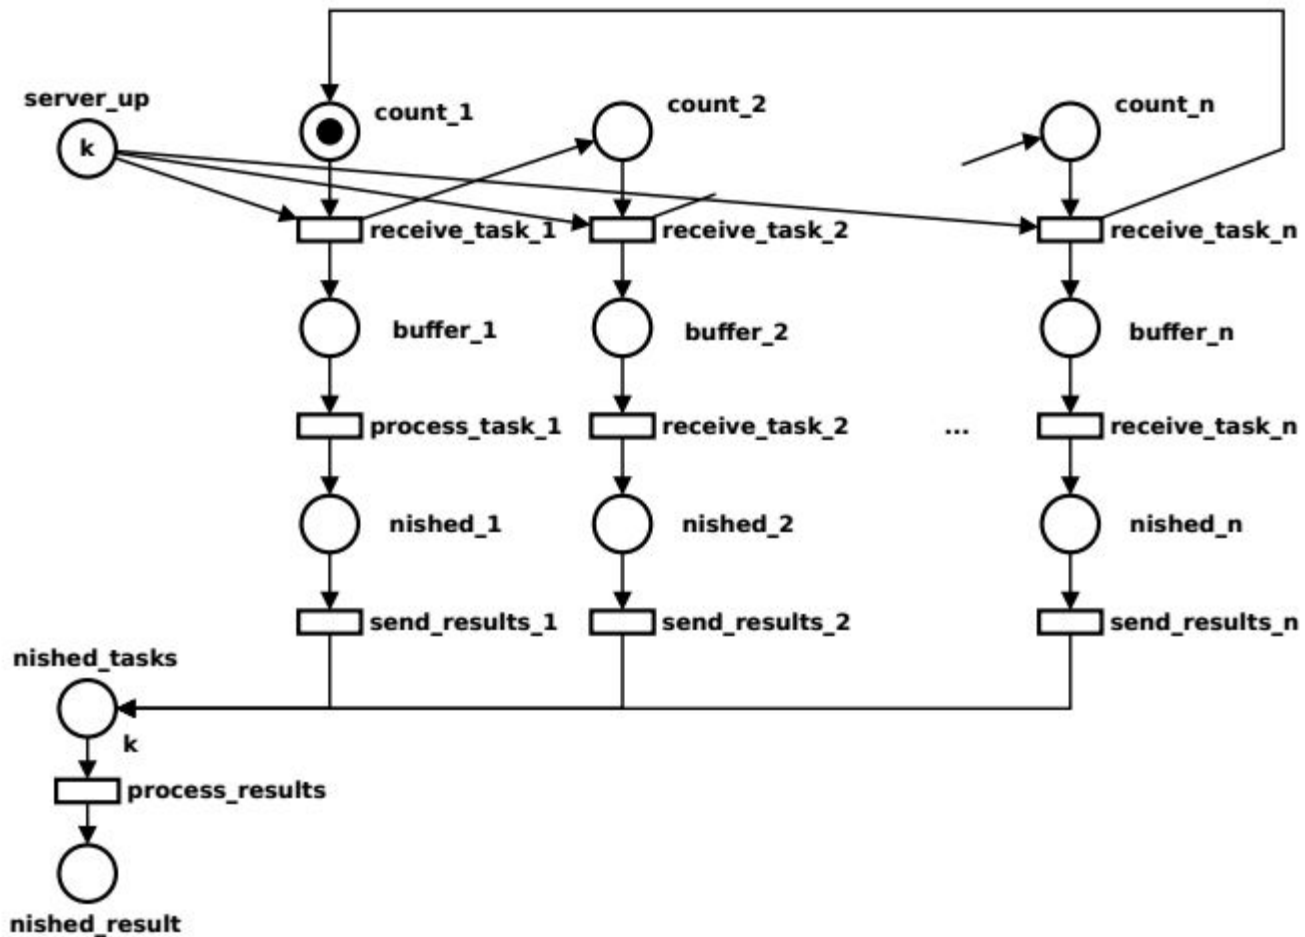 server_up
count_1
count_2
count_n
k
receive_task_1
receive_task_2
receive_task_n
buffer_1
buffer_2
buffer_n
process_task_1
receive_task_2
...
receive_task_n
nished_1
nished_2
nished_n
send_results_1
send_results_2
send_results_n
nished_tasks
k
process_results
nished_result